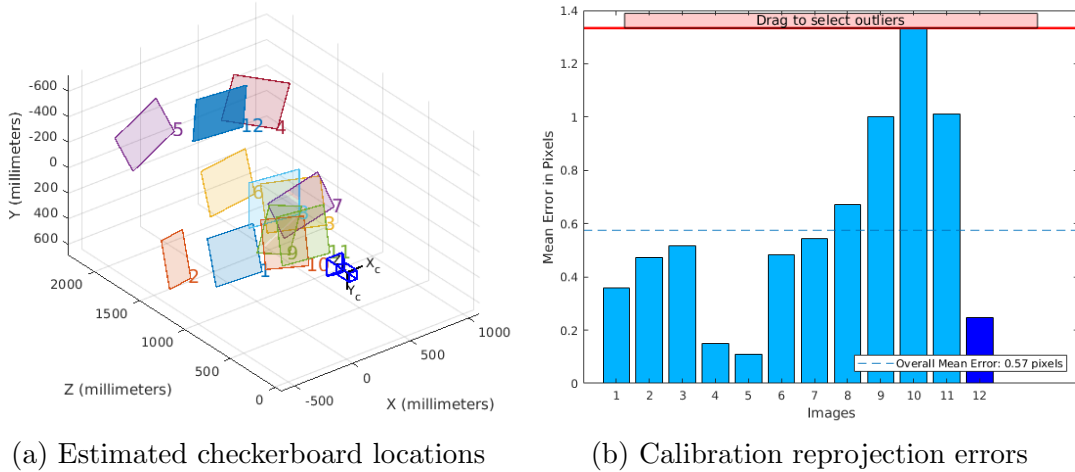 -600
-400
-200
0
200
400
600
Y (millimeters)
5
12
4
6
7
3
2
1
9
10
11
X_c
Y_c
2000
1500
1000
500
0
Z (millimeters)
-500
0
500
1000
X (millimeters)
(a) Estimated checkerboard locations
Drag to select outliers
1.4
1.2
1
0.8
0.6
0.4
0.2
0
Mean Error in Pixels
Overall Mean Error: 0.57 pixels
1 2 3 4 5 6 7 8 9 10 11 12
Images
(b) Calibration reprojection errors